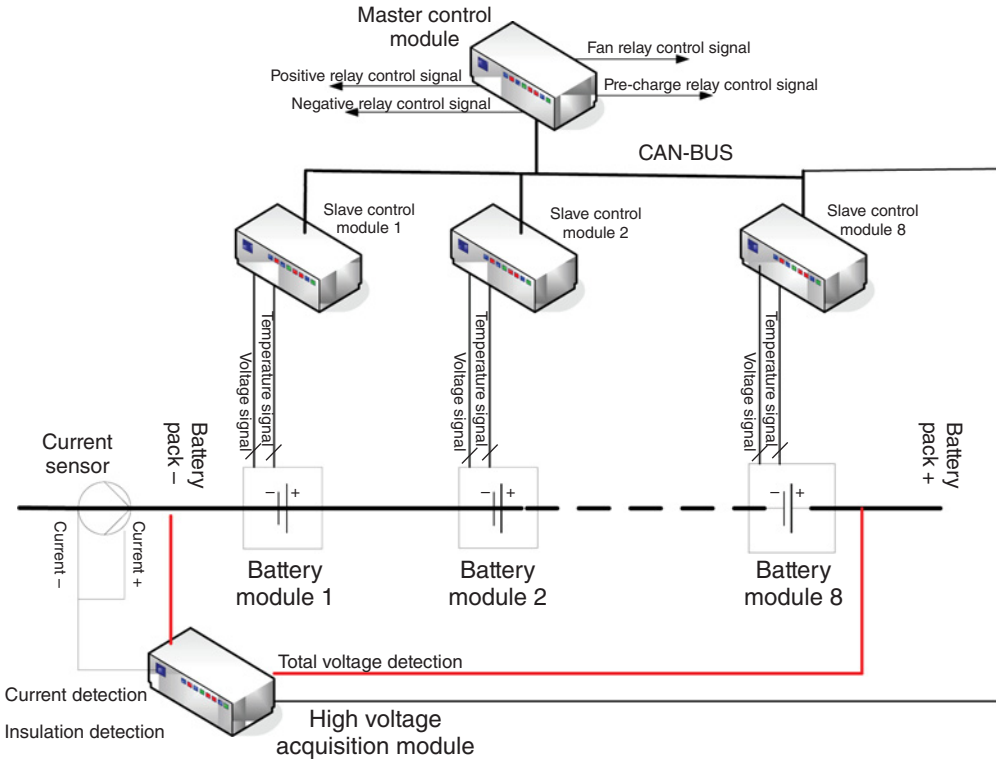 Master control
module
Fan relay control signal
Positive relay control signal
Pre-charge relay control signal
Negative relay control signal
CAN-BUS
Slave control
module 1
Slave control
module 2
Slave control
module 8
Voltage signal
Temperature signal
Voltage signal
Temperature signal
Voltage signal
Temperature signal
Current
sensor
Battery
pack –
Battery
pack +
– +
– +
– +
Current –
Current +
Battery
module 1
Battery
module 2
Battery
module 8
Total voltage detection
Current detection
Insulation detection
High voltage
acquisition module